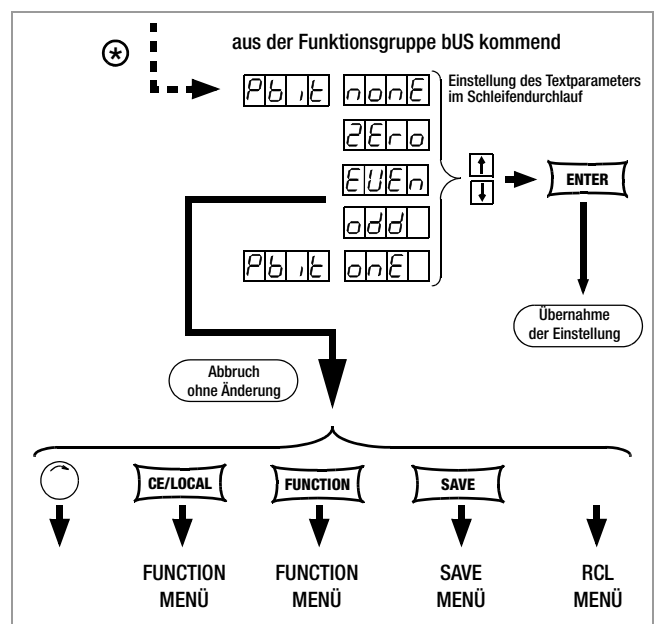 aus der Funktionsgruppe bUS kommend
Pbit nonE
Einstellung des Textparameters
im Schleifendurchlauf
ZEro
EUEn
ENTER
odd
Pbit onE
Übernahme
der Einstellung
Abbruch
ohne Änderung
CE/LOCAL FUNCTION SAVE
FUNCTION FUNCTION SAVE RCL
MENÜ MENÜ MENÜ MENÜ